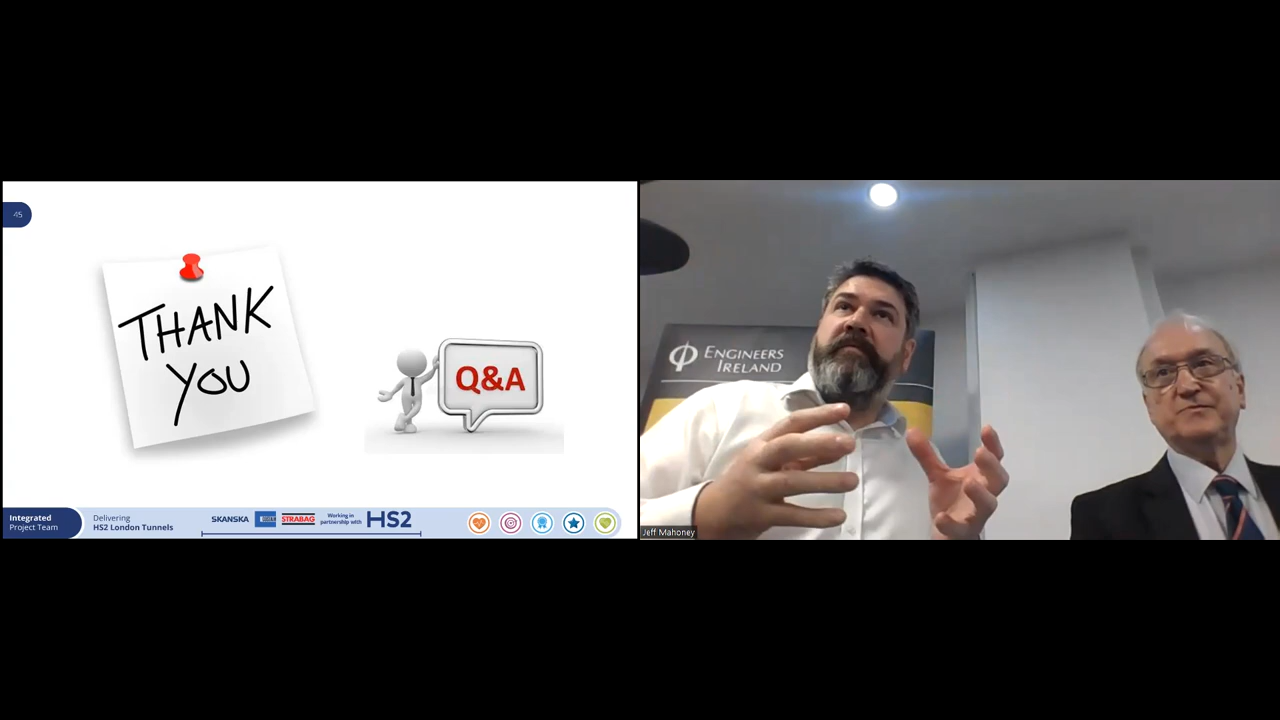 45
THANK
YOU
Q&A
Integrated
Project Team
Delivering
HS2 London Tunnels
SKANSKA
STRABAG
Working in
partnership with
HS2
ENGINEERS
IRELAND
Jeff Mahoney